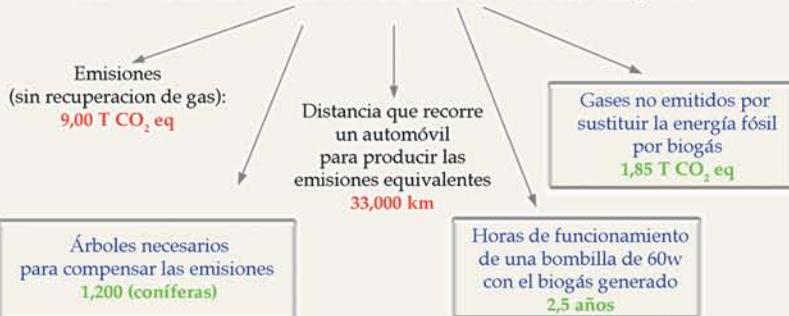 Emisiones
(sin recuperacion de gas):
9,00 T CO₂ eq
Distancia que recorre
un automóvil
para producir las
emisiones equivalentes
33,000 km
Gases no emitidos por
sustituir la energía fósil
por biogás
1,85 T CO₂ eq
Árboles necesarios
para compensar las emisiones
1,200 (coníferas)
Horas de funcionamiento
de una bombilla de 60w
con el biogás generado
2,5 años